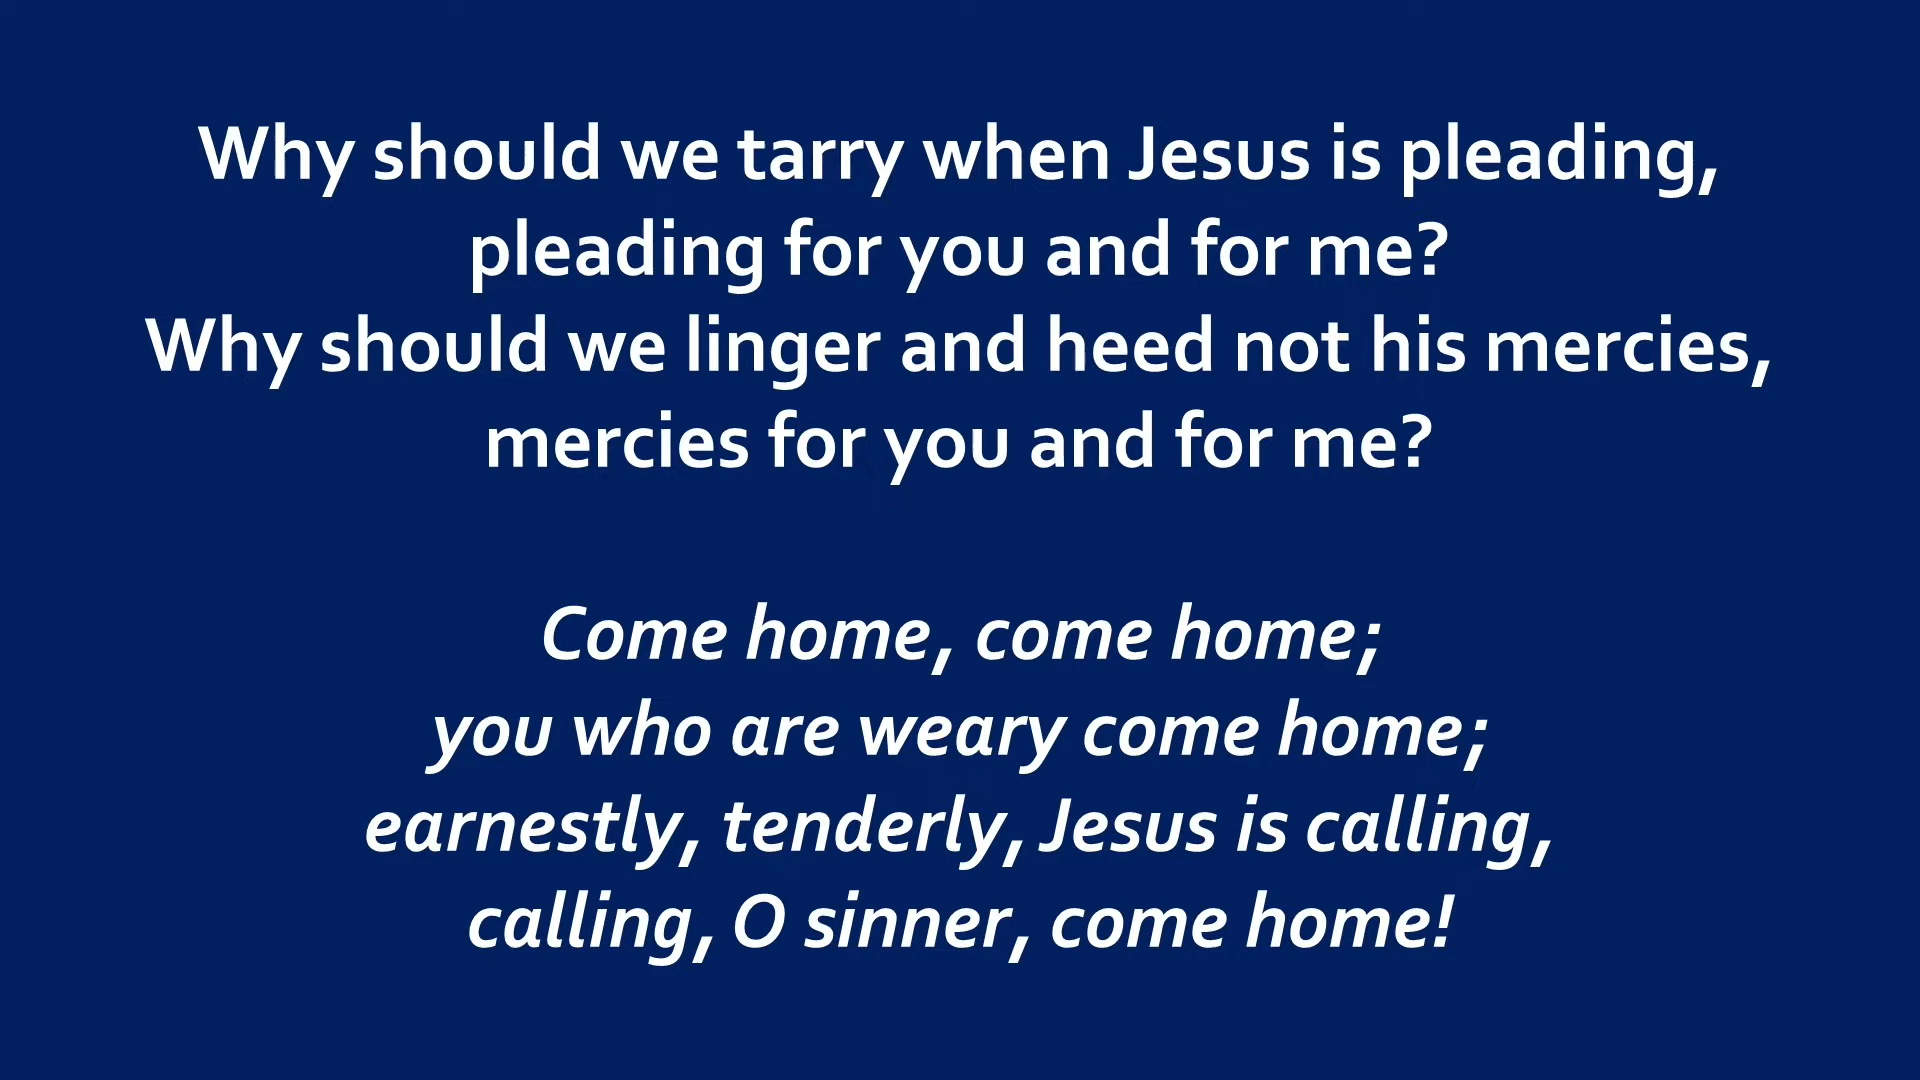 Why should we tarry when Jesus is pleading,
pleading for you and for me?
Why should we linger and heed not his mercies,
mercies for you and for me?
Come home, come home;
you who are weary come home;
earnestly, tenderly, Jesus is calling,
calling, O sinner, come home!